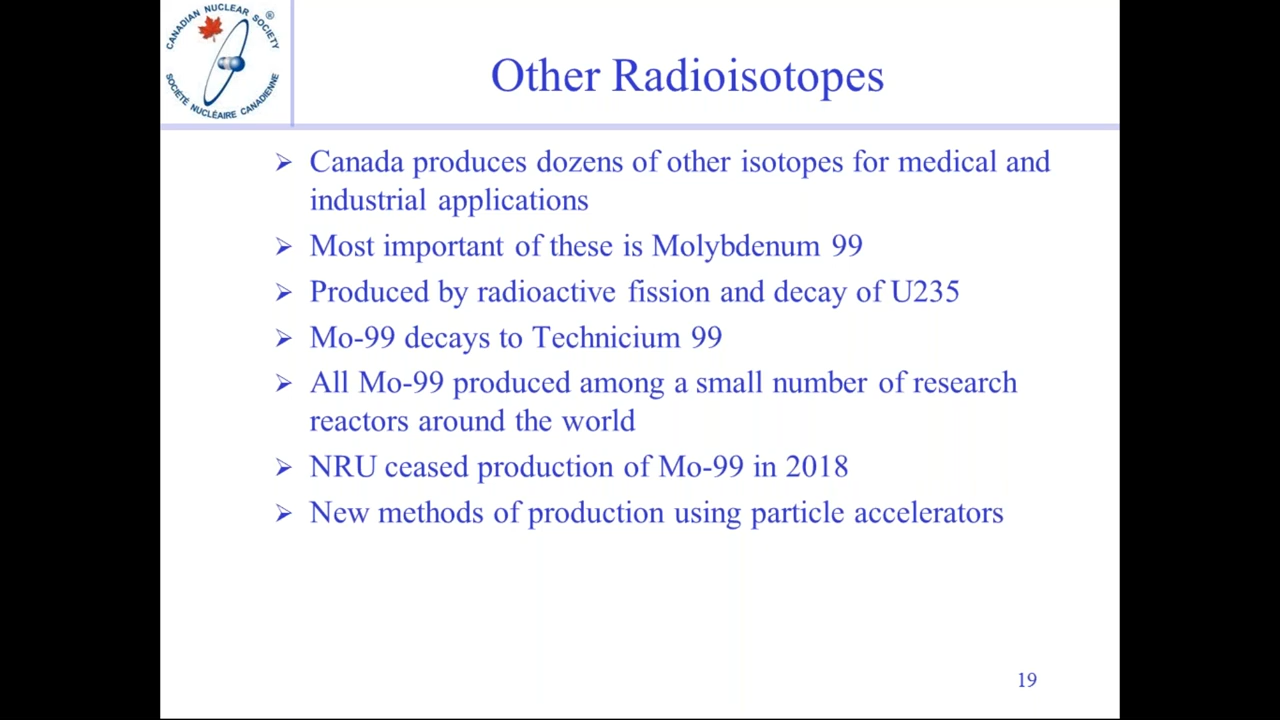 CANADIAN NUCLEAR SOCIETY ®
SOCIÉTÉ NUCLÉAIRE CANADIENNE
Other Radioisotopes
➢ Canada produces dozens of other isotopes for medical and
industrial applications
➢ Most important of these is Molybdenum 99
➢ Produced by radioactive fission and decay of U235
➢ Mo-99 decays to Technicium 99
➢ All Mo-99 produced among a small number of research
reactors around the world
➢ NRU ceased production of Mo-99 in 2018
➢ New methods of production using particle accelerators
19